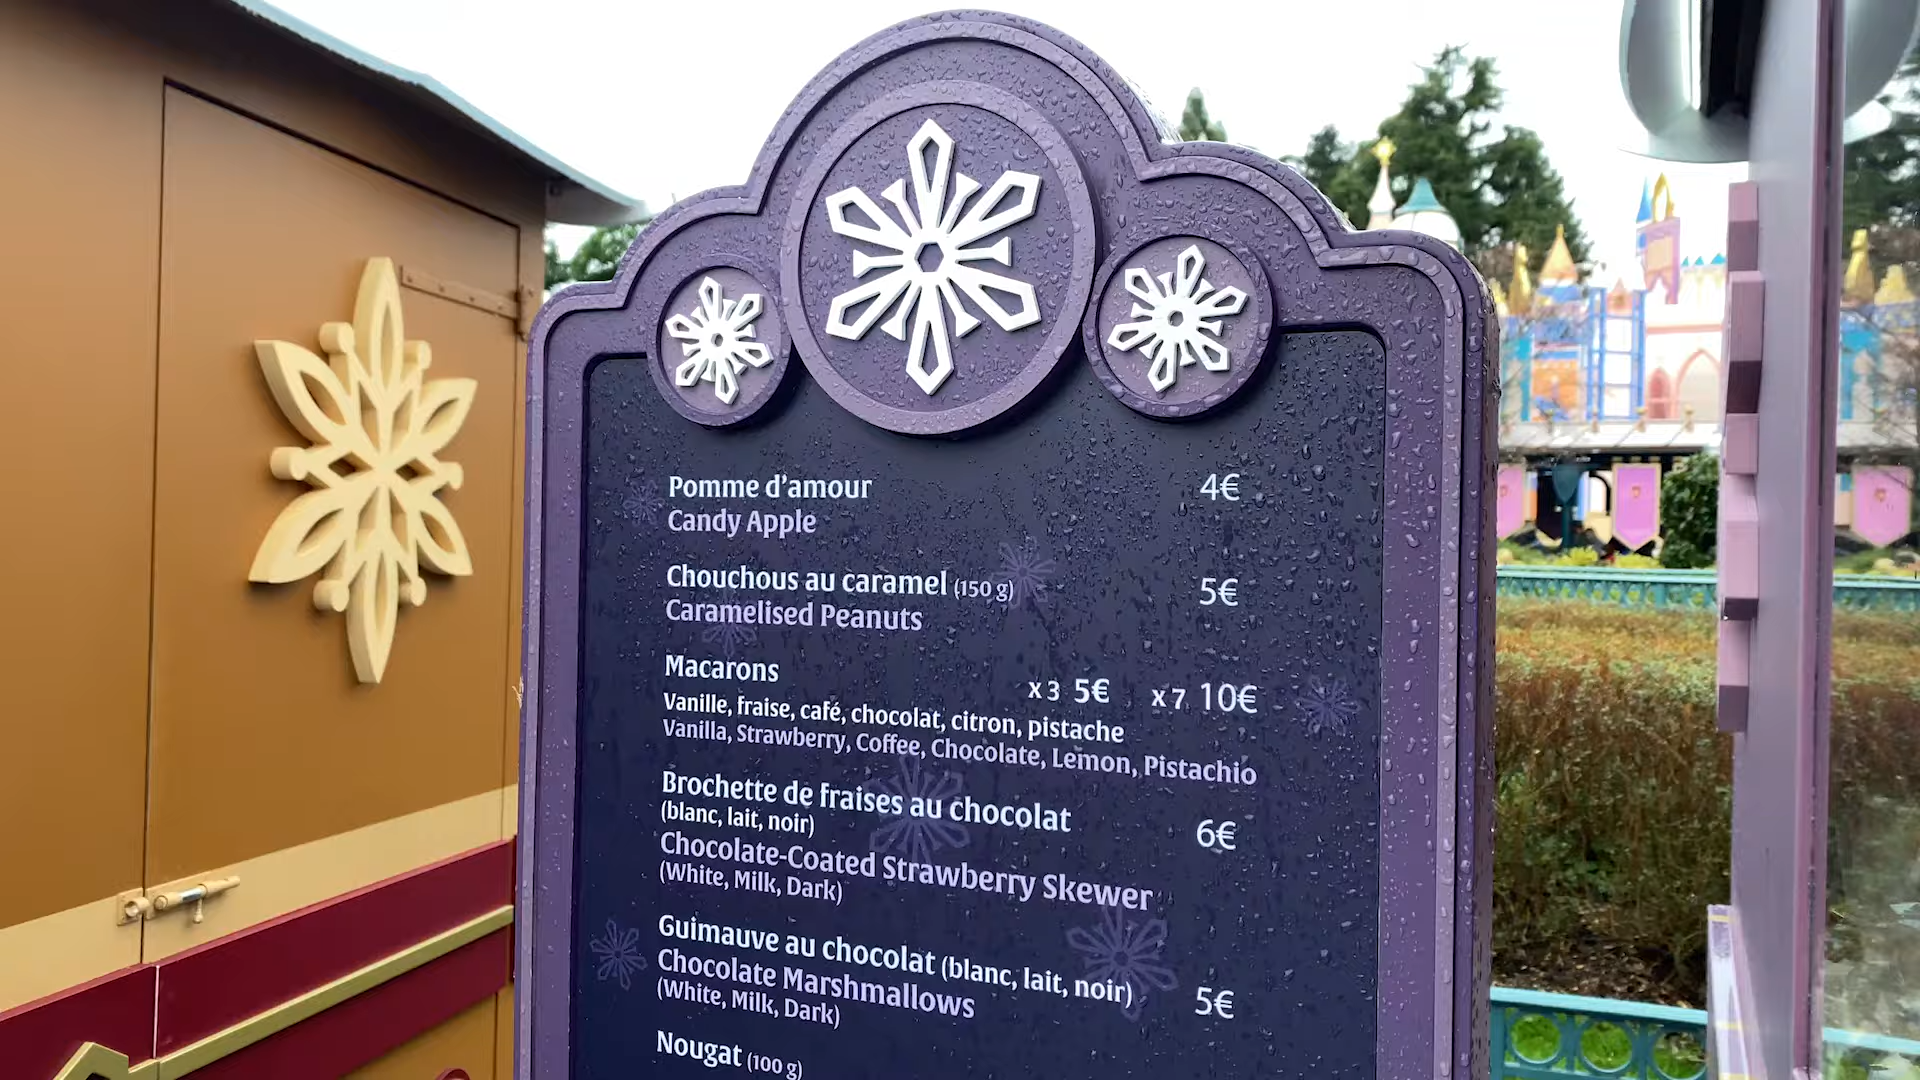 Pomme d'amour 4€
Candy Apple
Chouchous au caramel (150 g) 5€
Caramelised Peanuts
Macarons x 3 5€ x 7 10€
Vanille, fraise, café, chocolat, citron, pistache
Vanilla, Strawberry, Coffee, Chocolate, Lemon, Pistachio
Brochette de fraises au chocolat
(blanc, lait, noir) 6€
Chocolate-Coated Strawberry Skewer
(White, Milk, Dark)
Guimauve au chocolat (blanc, lait, noir)
Chocolate Marshmallows 5€
(White, Milk, Dark)
Nougat (100 g)